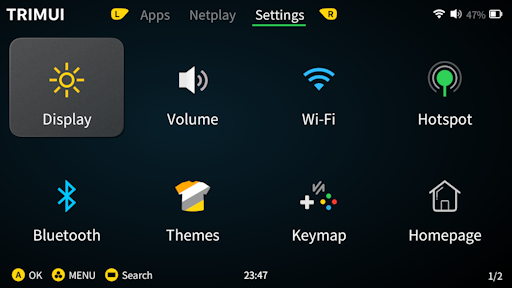 TRIMUI L Apps Netplay Settings R 47%
Display Volume Wi-Fi Hotspot
Bluetooth Themes Keymap Homepage
A OK MENU Search 23:47 1/2